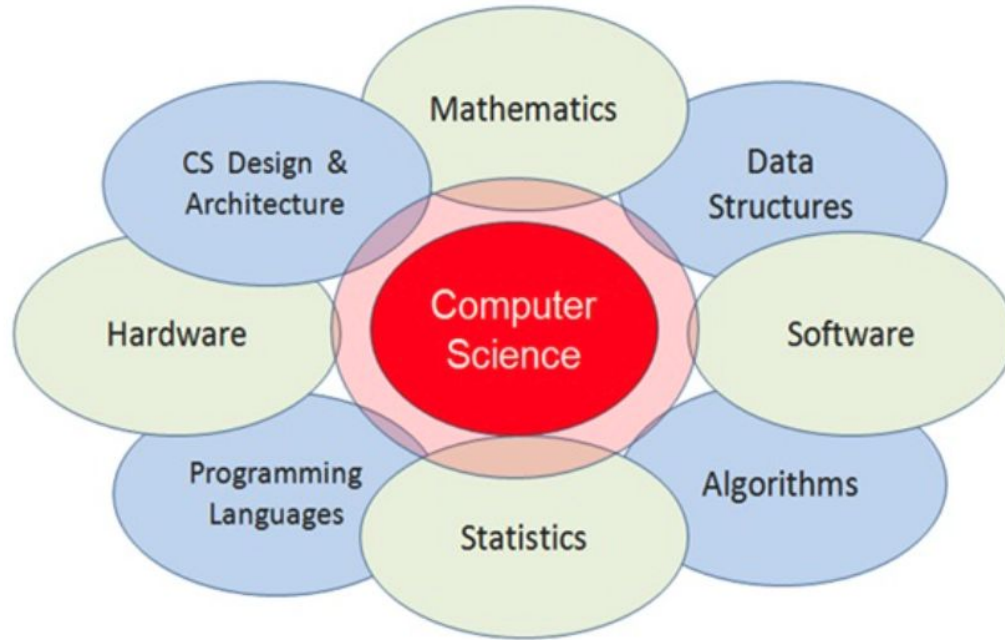 Mathematics
CS Design &
Architecture
Data
Structures
Computer
Science
Hardware
Software
Programming
Languages
Algorithms
Statistics